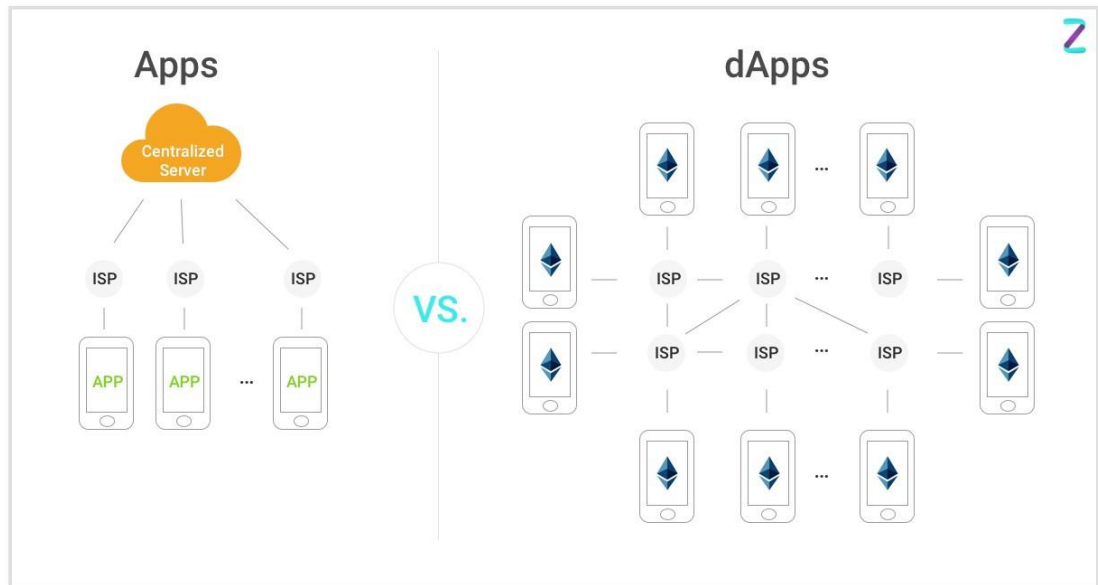 Apps
Centralized
Server
ISP ISP ISP
APP APP ... APP
VS.
dApps
...
ISP ISP ... ISP
ISP ISP ... ISP
...
Z